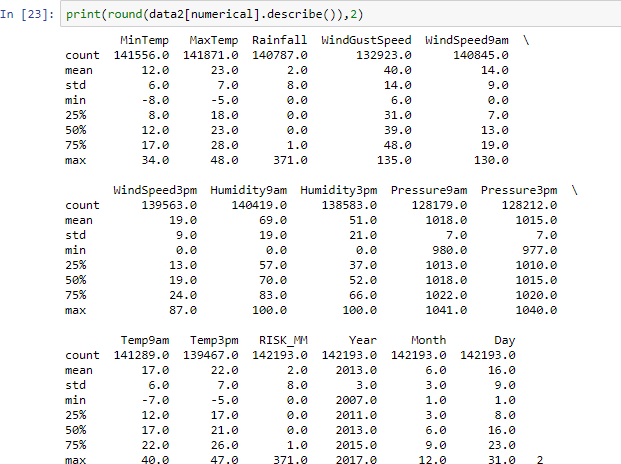 In [23]: print(round(data2[numerical].describe()),2)
MinTemp MaxTemp Rainfall WindGustSpeed WindSpeed9am \
count 141556.0 141871.0 140787.0 132923.0 140845.0
mean 12.0 23.0 2.0 40.0 14.0
std 6.0 7.0 8.0 14.0 9.0
min -8.0 -5.0 0.0 6.0 0.0
25% 8.0 18.0 0.0 31.0 7.0
50% 12.0 23.0 0.0 39.0 13.0
75% 17.0 28.0 1.0 48.0 19.0
max 34.0 48.0 371.0 135.0 130.0
WindSpeed3pm Humidity9am Humidity3pm Pressure9am Pressure3pm \
count 139563.0 140419.0 138583.0 128179.0 128212.0
mean 19.0 69.0 51.0 1018.0 1015.0
std 9.0 19.0 21.0 7.0 7.0
min 0.0 0.0 0.0 980.0 977.0
25% 13.0 57.0 37.0 1013.0 1010.0
50% 19.0 70.0 52.0 1018.0 1015.0
75% 24.0 83.0 66.0 1022.0 1020.0
max 87.0 100.0 100.0 1041.0 1040.0
Temp9am Temp3pm RISK_MM Year Month Day
count 141289.0 139467.0 142193.0 142193.0 142193.0 142193.0
mean 17.0 22.0 2.0 2013.0 6.0 16.0
std 6.0 7.0 8.0 3.0 3.0 9.0
min -7.0 -5.0 0.0 2007.0 1.0 1.0
25% 12.0 17.0 0.0 2011.0 3.0 8.0
50% 17.0 21.0 0.0 2013.0 6.0 16.0
75% 22.0 26.0 1.0 2015.0 9.0 23.0
max 40.0 47.0 371.0 2017.0 12.0 31.0 2